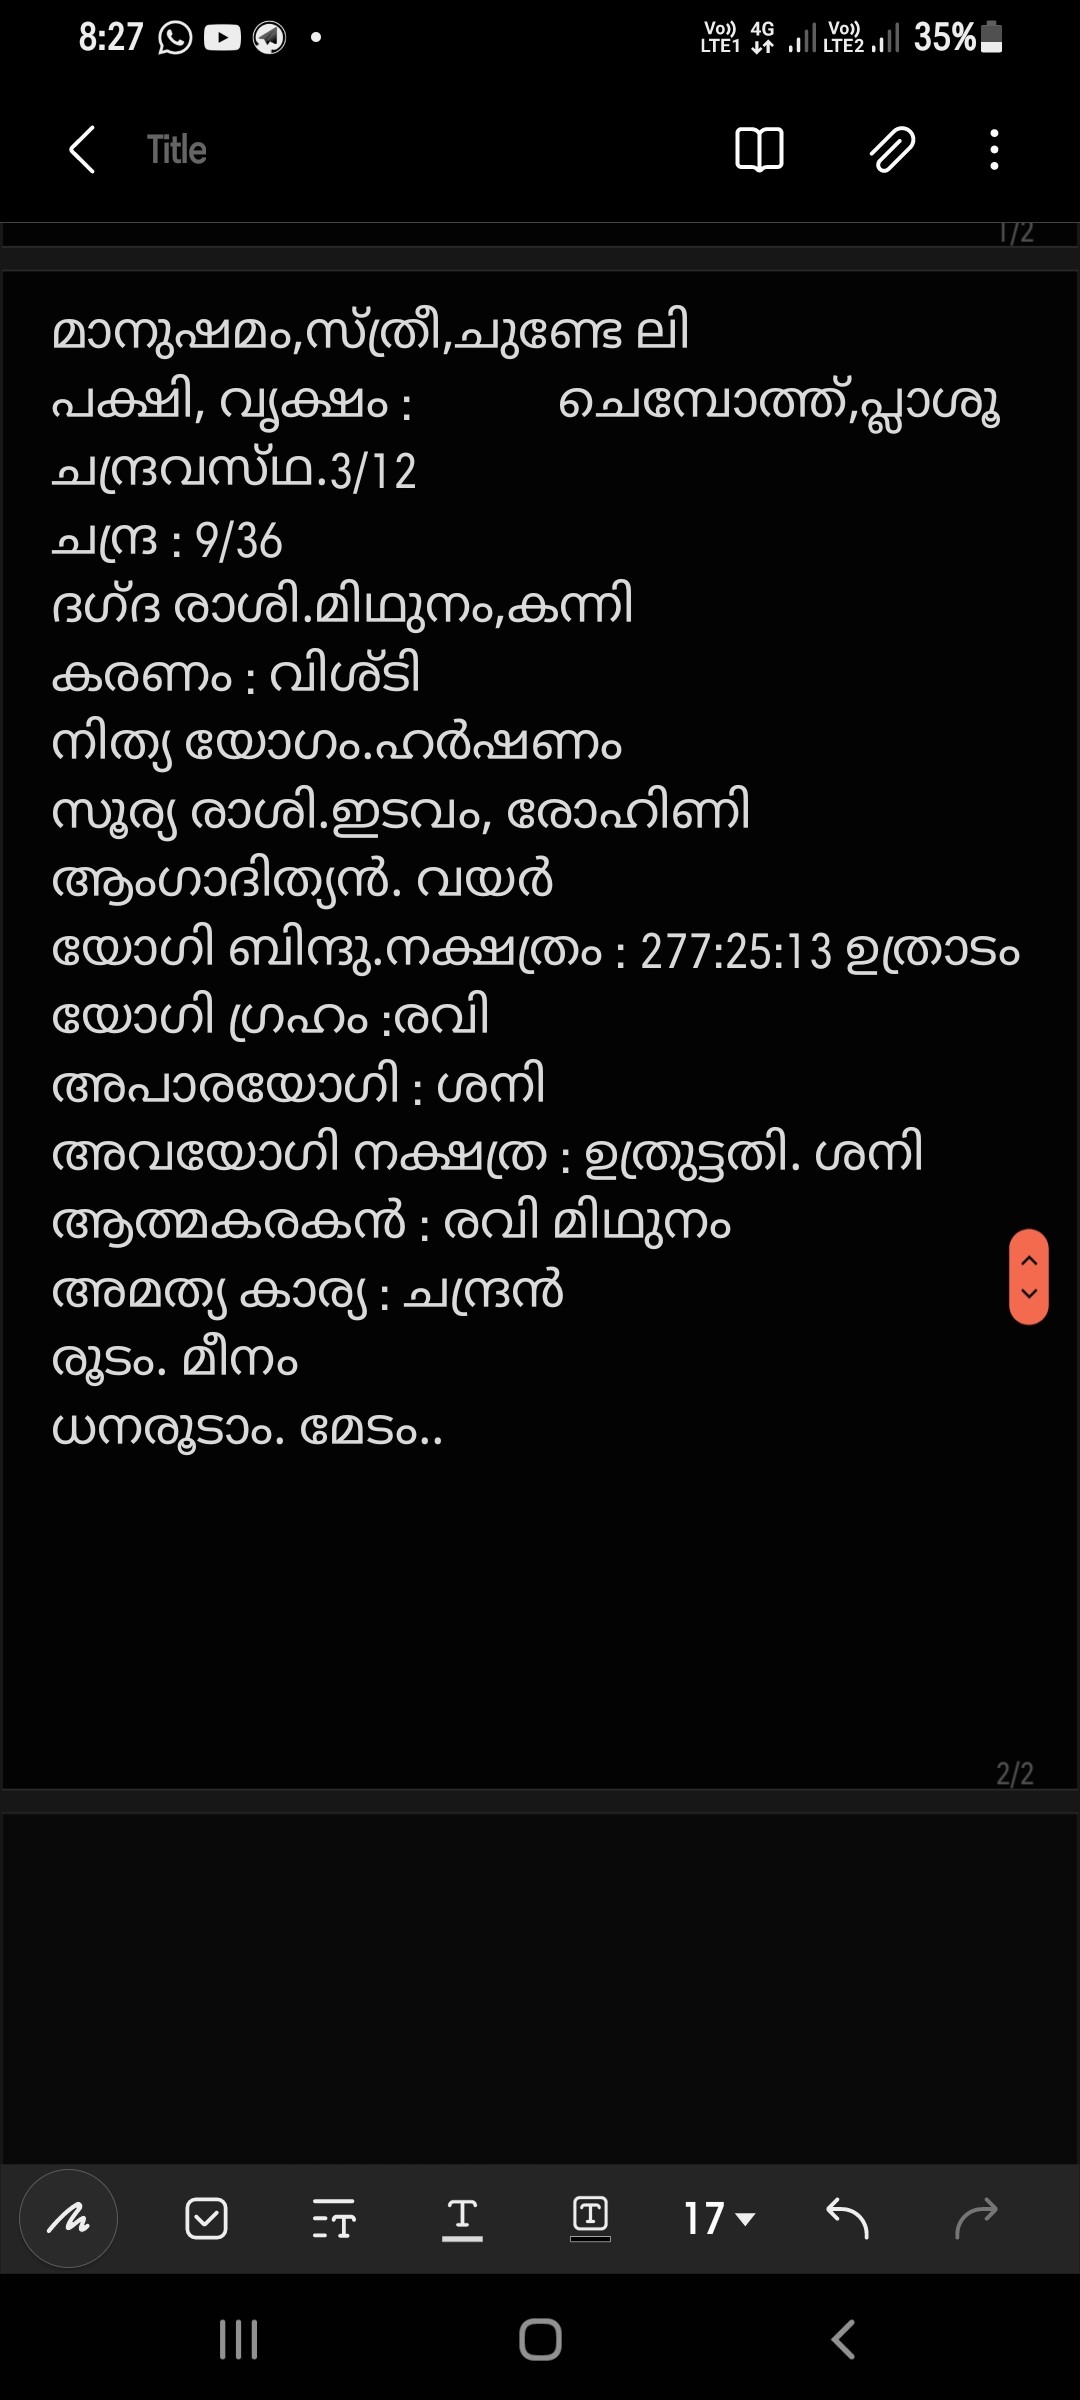 8:27
Vo)) LTE1 4G Vo)) LTE2 35%
Title
1/2
മാനുഷമം,സ്ത്രീ,ചുണ്ടേ ലി
പക്ഷി, വൃക്ഷം : ചെമ്പോത്ത്,പ്ലാശൂ
ചന്ദ്രവസ്ഥ.3/12
ചന്ദ്ര : 9/36
ദഗ്ദ രാശി.മിഥുനം,കന്നി
കരണം : വിശ്ടി
നിത്യ യോഗം.ഹർഷണം
സൂര്യ രാശി.ഇടവം, രോഹിണി
ആംഗാദിത്യൻ. വയർ
യോഗി ബിന്ദു.നക്ഷത്രം : 277:25:13 ഉത്രാടം
യോഗി ഗ്രഹം :രവി
അപാരയോഗി : ശനി
അവയോഗി നക്ഷത്ര : ഉത്രുട്ടതി. ശനി
ആത്മകരകൻ : രവി മിഥുനം
അമത്യ കാര്യ : ചന്ദ്രൻ
രൂടം. മീനം
ധനരൂടാം. മേടം..
2/2
17